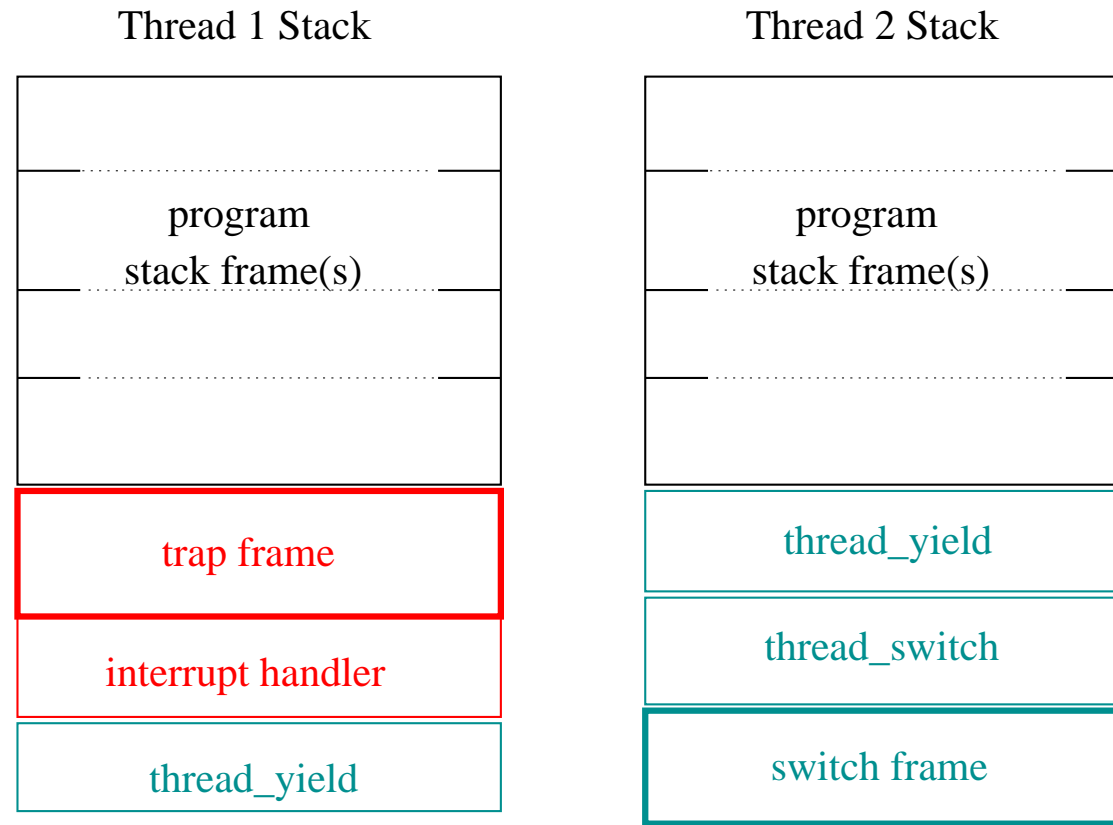 Thread 1 Stack
program
stack frame(s)
trap frame
interrupt handler
thread_yield
Thread 2 Stack
program
stack frame(s)
thread_yield
thread_switch
switch frame